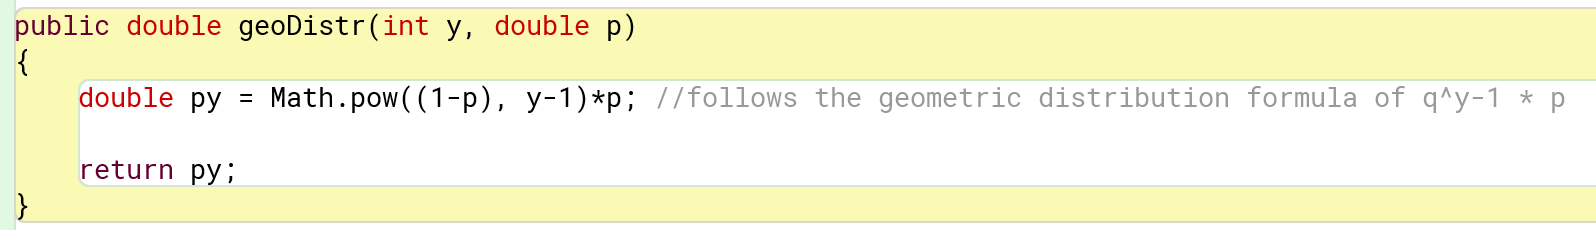 public double geoDistr(int y, double p)
{
double py = Math.pow((1-p), y-1)*p; //follows the geometric distribution formula of q^y-1 * p
return py;
}